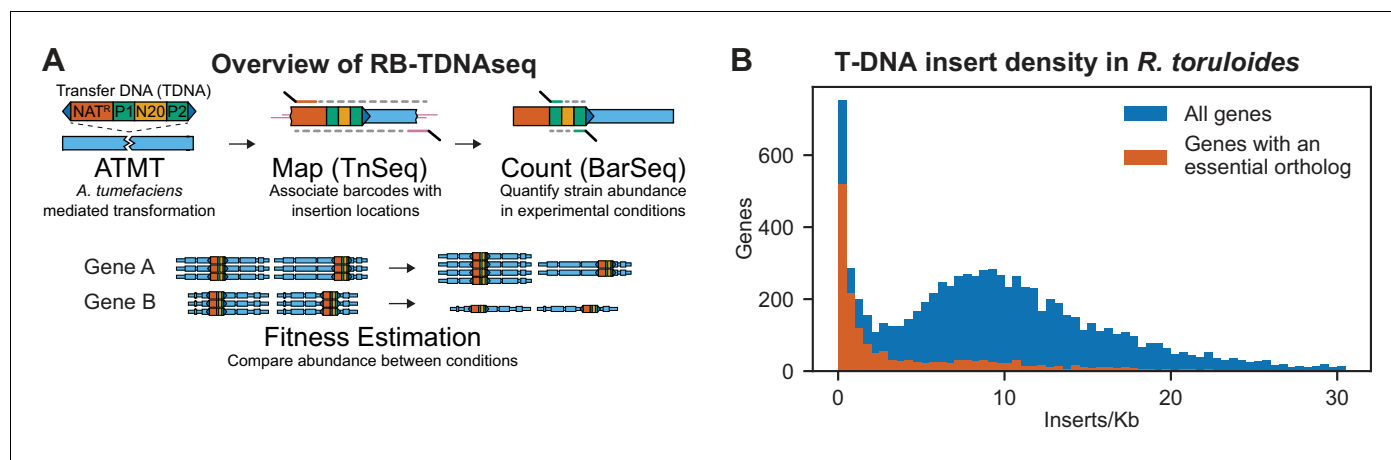 A
Overview of RB-TDNAseq
Transfer DNA (TDNA)
NATᴿ P1 N20 P2
ATMT
A. tumefaciens
mediated transformation
Map (TnSeq)
Associate barcodes with
insertion locations
Count (BarSeq)
Quantify strain abundance
in experimental conditions
Gene A
Gene B
Fitness Estimation
Compare abundance between conditions
B
T-DNA insert density in R. toruloides
All genes
Genes with an
essential ortholog
Genes
600
400
200
0
0 10 20 30
Inserts/Kb